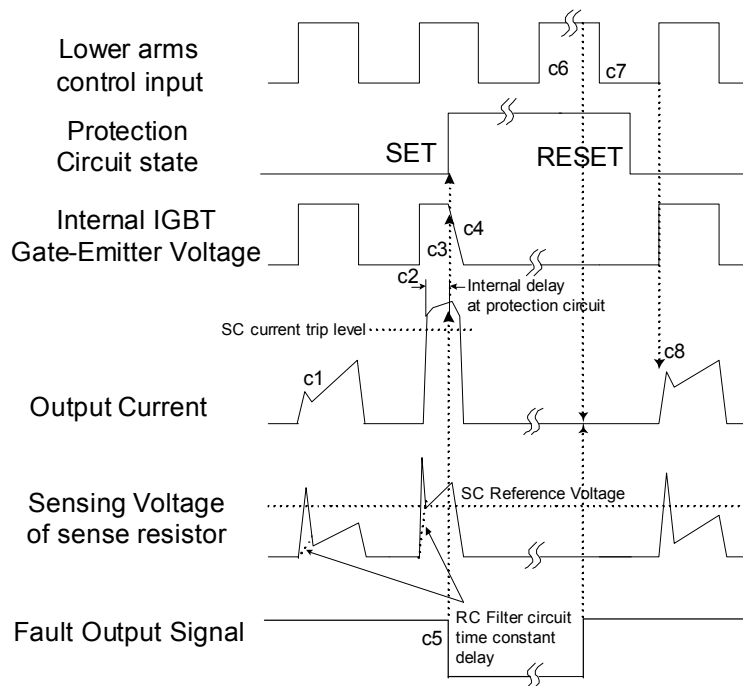 Lower arms
control input
c6
c7
Protection
Circuit state
SET
RESET
Internal IGBT
Gate-Emitter Voltage
c4
c3
c2
Internal delay
at protection circuit
SC current trip level
c1
c8
Output Current
Sensing Voltage
of sense resistor
SC Reference Voltage
Fault Output Signal
c5
RC Filter circuit
time constant
delay